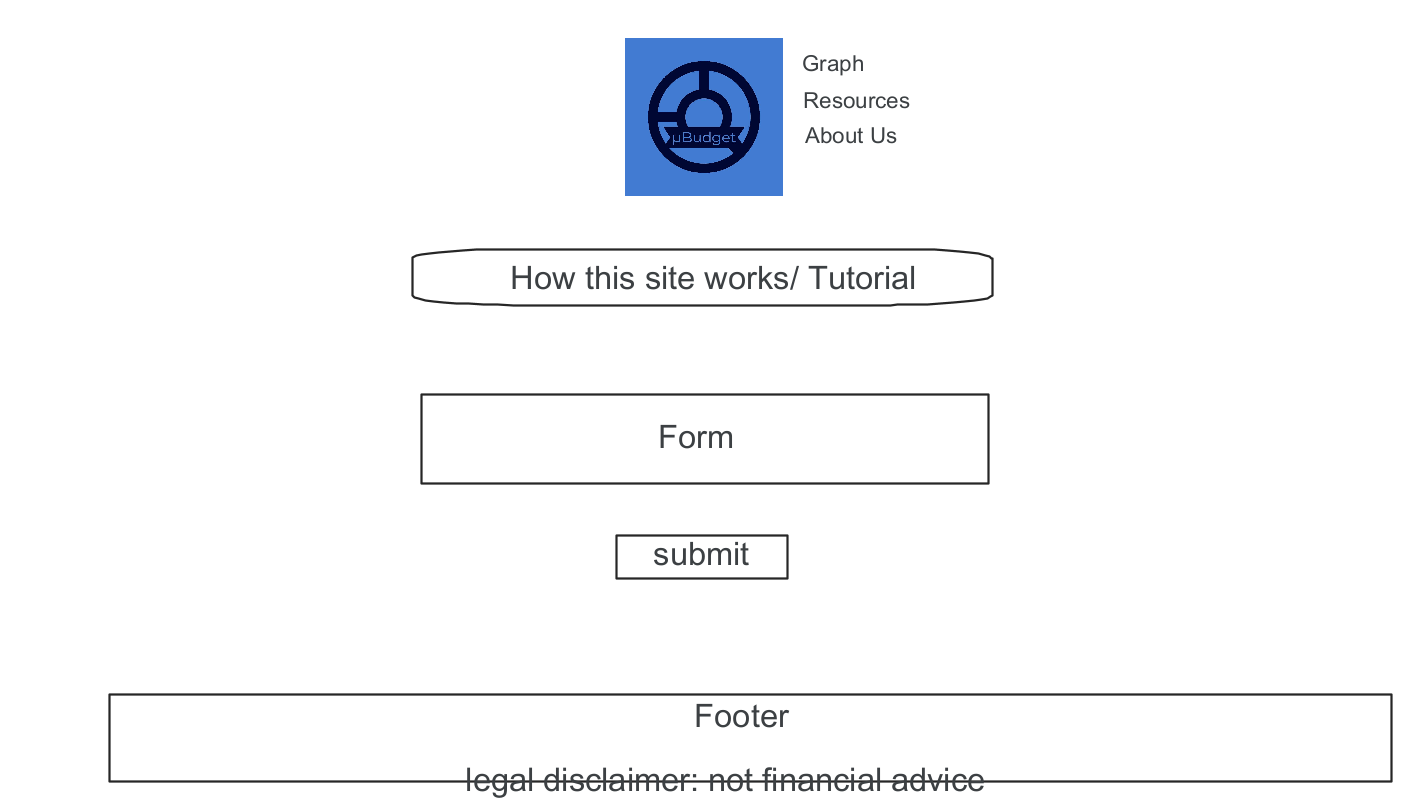 µBudget
Graph
Resources
About Us
How this site works/ Tutorial
Form
submit
Footer
legal disclaimer: not financial advice